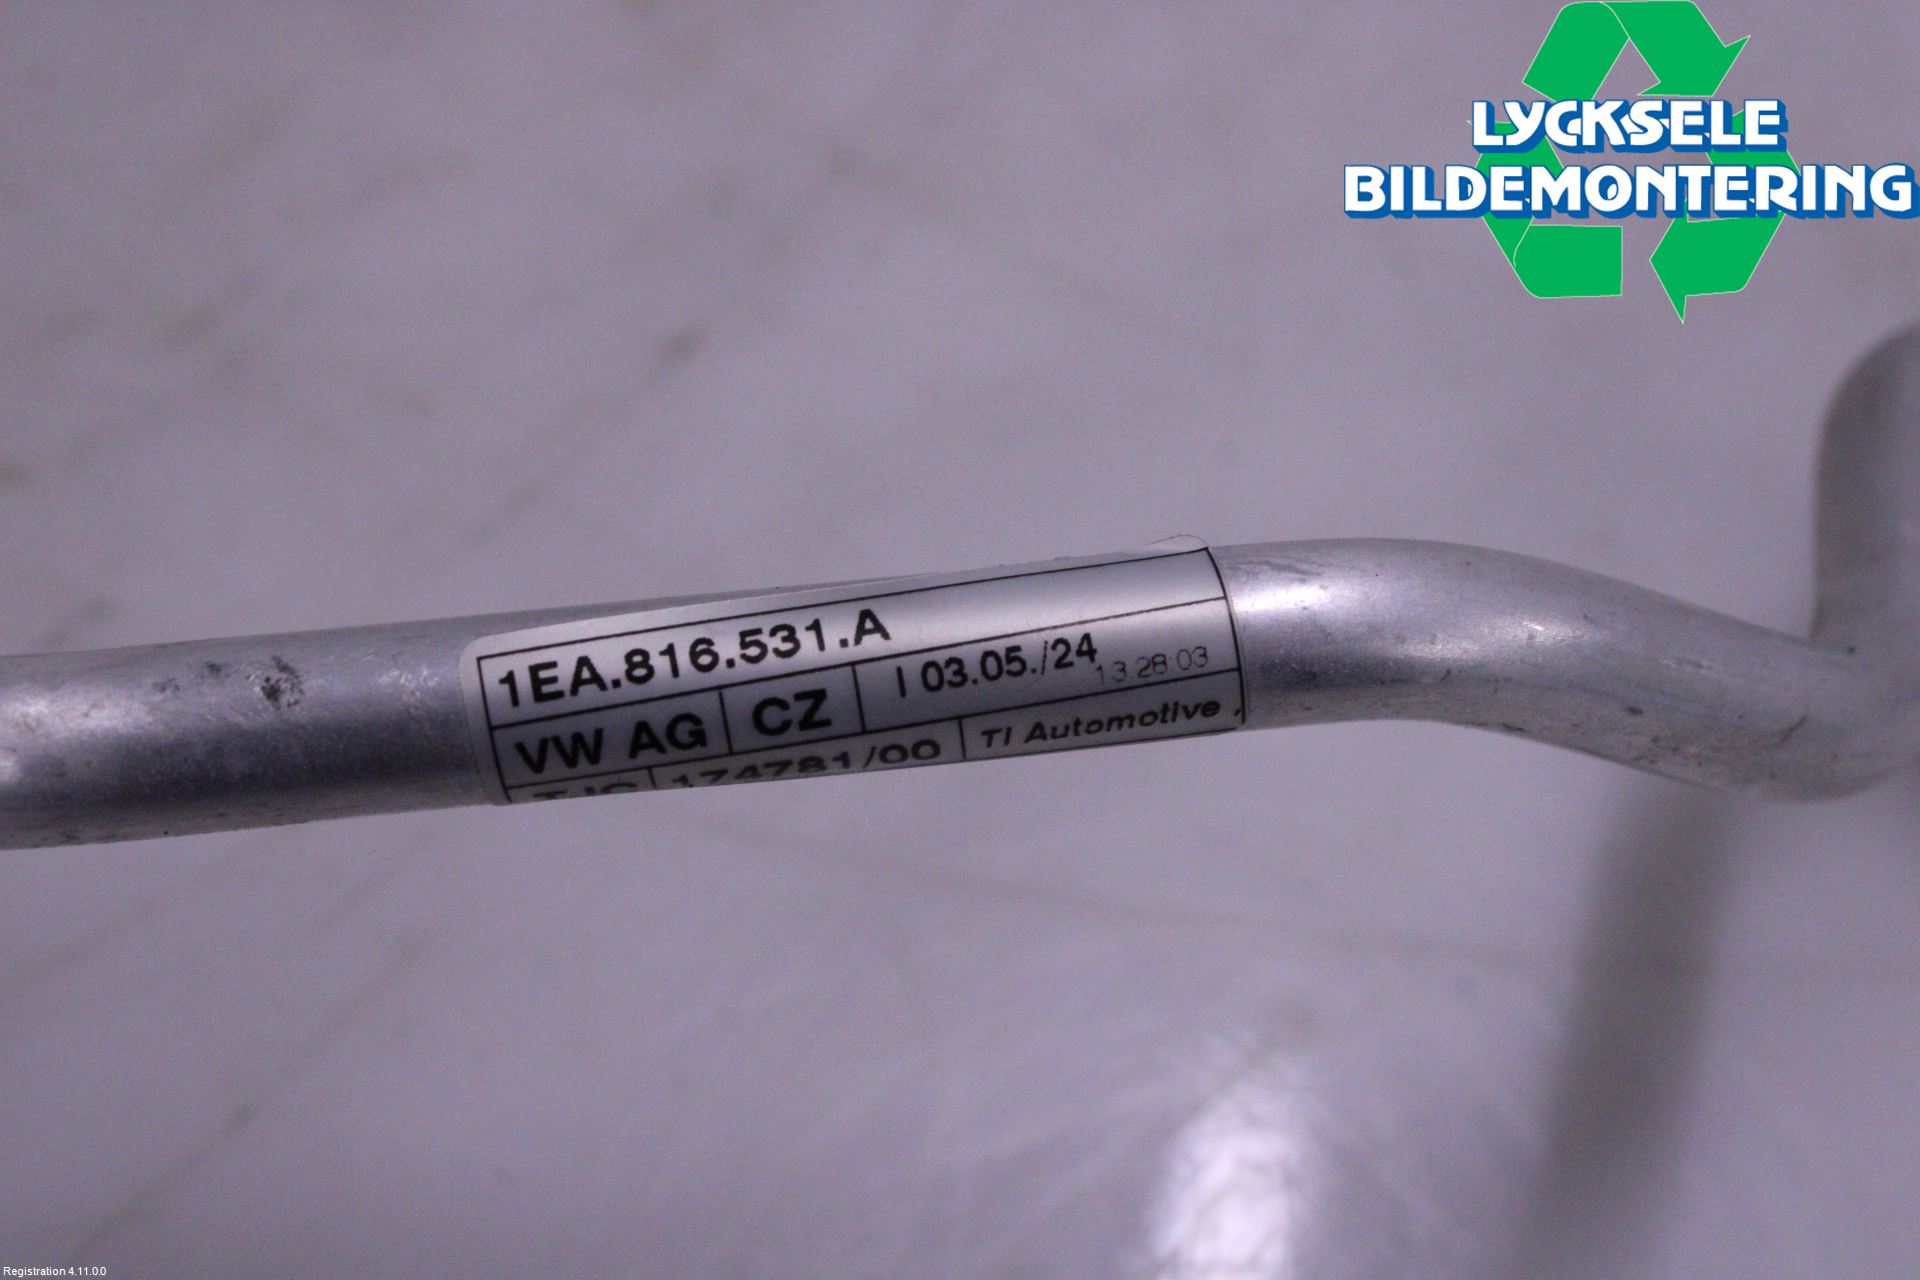 LYCKSELE
BILDEMONTERING
1EA.816.531.A
VW AG CZ I 03.05./24 13:28:03
174781/00 TI Automotive
Registration 4.11.0.0